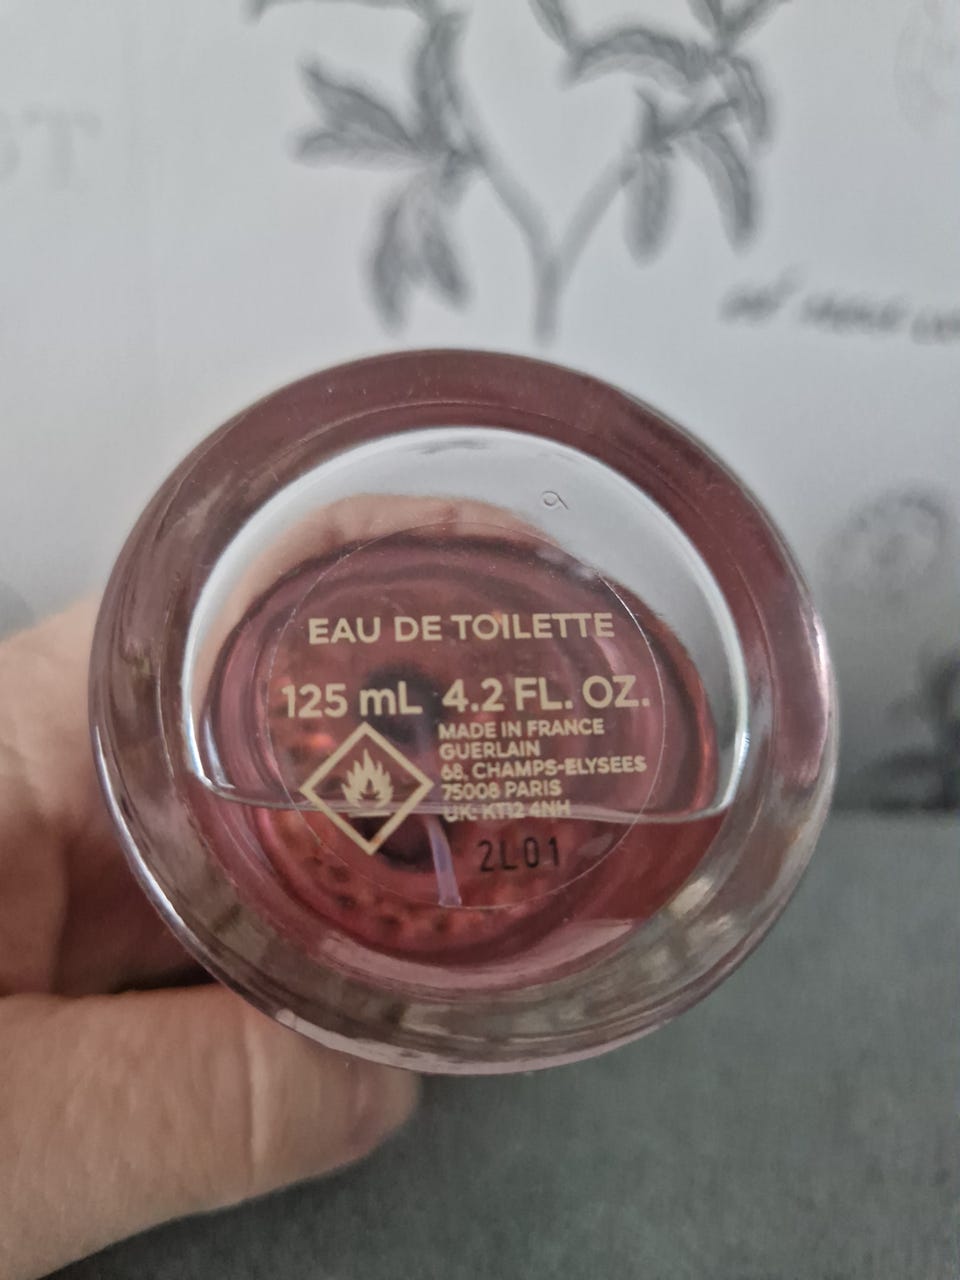 EAU DE TOILETTE
125 mL 4.2 FL. OZ.
MADE IN FRANCE
GUERLAIN
68, CHAMPS-ELYSEES
75008 PARIS
UK: KT12 4NH
2L01